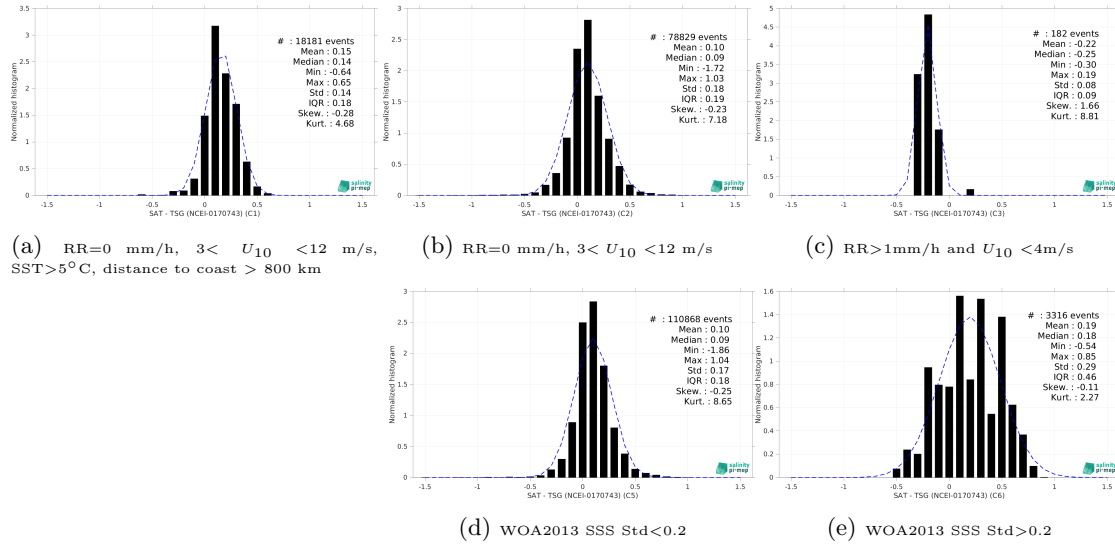 # : 18181 events
Mean : 0.15
Median : 0.14
Min : -0.64
Max : 0.65
Std : 0.14
IQR : 0.18
Skew. : -0.28
Kurt. : 4.68
Normalized histogram
3.5
3
2.5
2
1.5
1
0.5
0
-1.5 -1 -0.5 0 0.5 1 1.5
SAT - TSG (NCEI-0170743) (C1)
salinity
pi-mep
(a) RR=0 mm/h, 3< U10 <12 m/s,
SST>5°C, distance to coast > 800 km
# : 78829 events
Mean : 0.10
Median : 0.09
Min : -1.72
Max : 1.03
Std : 0.18
IQR : 0.19
Skew. : -0.23
Kurt. : 7.18
Normalized histogram
3
2.5
2
1.5
1
0.5
0
-1.5 -1 -0.5 0 0.5 1 1.5
SAT - TSG (NCEI-0170743) (C2)
salinity
pi-mep
(b) RR=0 mm/h, 3< U10 <12 m/s
# : 182 events
Mean : -0.22
Median : -0.25
Min : -0.30
Max : 0.19
Std : 0.08
IQR : 0.09
Skew. : 1.66
Kurt. : 8.81
Normalized histogram
5
4.5
4
3.5
3
2.5
2
1.5
1
0.5
0
-1.5 -1 -0.5 0 0.5 1 1.5
SAT - TSG (NCEI-0170743) (C3)
salinity
pi-mep
(c) RR>1mm/h and U10 <4m/s
# : 110868 events
Mean : 0.10
Median : 0.09
Min : -1.86
Max : 1.04
Std : 0.17
IQR : 0.18
Skew. : -0.25
Kurt. : 8.65
Normalized histogram
3
2.5
2
1.5
1
0.5
0
-1.5 -1 -0.5 0 0.5 1 1.5
SAT - TSG (NCEI-0170743) (C5)
salinity
pi-mep
(d) WOA2013 SSS Std<0.2
# : 3316 events
Mean : 0.19
Median : 0.18
Min : -0.54
Max : 0.85
Std : 0.29
IQR : 0.46
Skew. : -0.11
Kurt. : 2.27
Normalized histogram
1.6
1.4
1.2
1
0.8
0.6
0.4
0.2
0
-1.5 -1 -0.5 0 0.5 1 1.5
SAT - TSG (NCEI-0170743) (C6)
salinity
pi-mep
(e) WOA2013 SSS Std>0.2